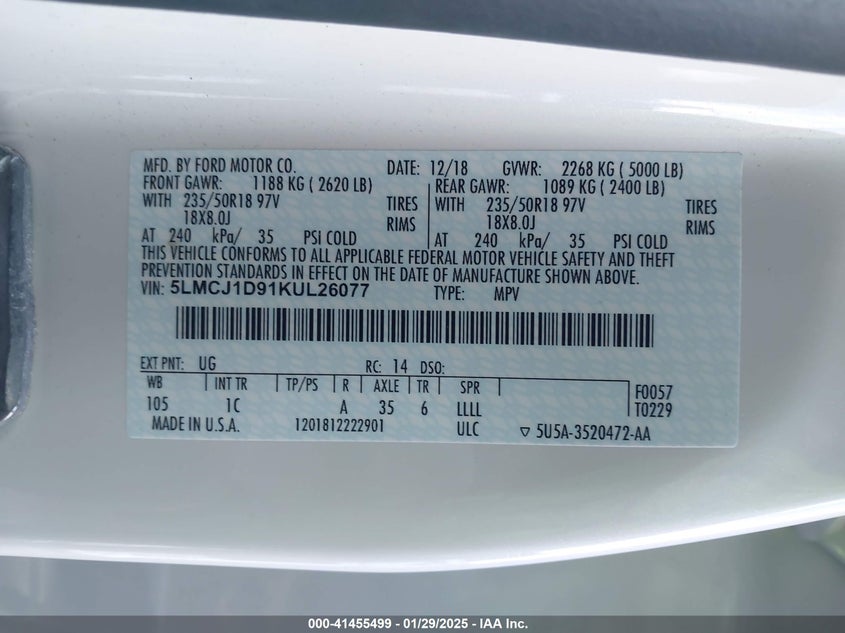 MFD. BY FORD MOTOR CO. DATE: 12/18 GVWR: 2268 KG ( 5000 LB)
FRONT GAWR: 1188 KG ( 2620 LB) REAR GAWR: 1089 KG ( 2400 LB)
WITH 235/50R18 97V TIRES WITH 235/50R18 97V TIRES
18X8.0J RIMS 18X8.0J RIMS
AT 240 kPa/ 35 PSI COLD AT 240 kPa/ 35 PSI COLD
THIS VEHICLE CONFORMS TO ALL APPLICABLE FEDERAL MOTOR VEHICLE SAFETY AND THEFT
PREVENTION STANDARDS IN EFFECT ON THE DATE OF MANUFACTURE SHOWN ABOVE.
VIN: 5LMCJ1D91KUL26077 TYPE: MPV
EXT PNT: UG RC: 14 DSO:
WB INT TR TP/PS R AXLE TR SPR F0057
105 1C A 35 6 LLLL T0229
MADE IN U.S.A. 1201812222901 ULC ▽ 5U5A-3520472-AA
000-41455499 - 01/29/2025 - IAA Inc.